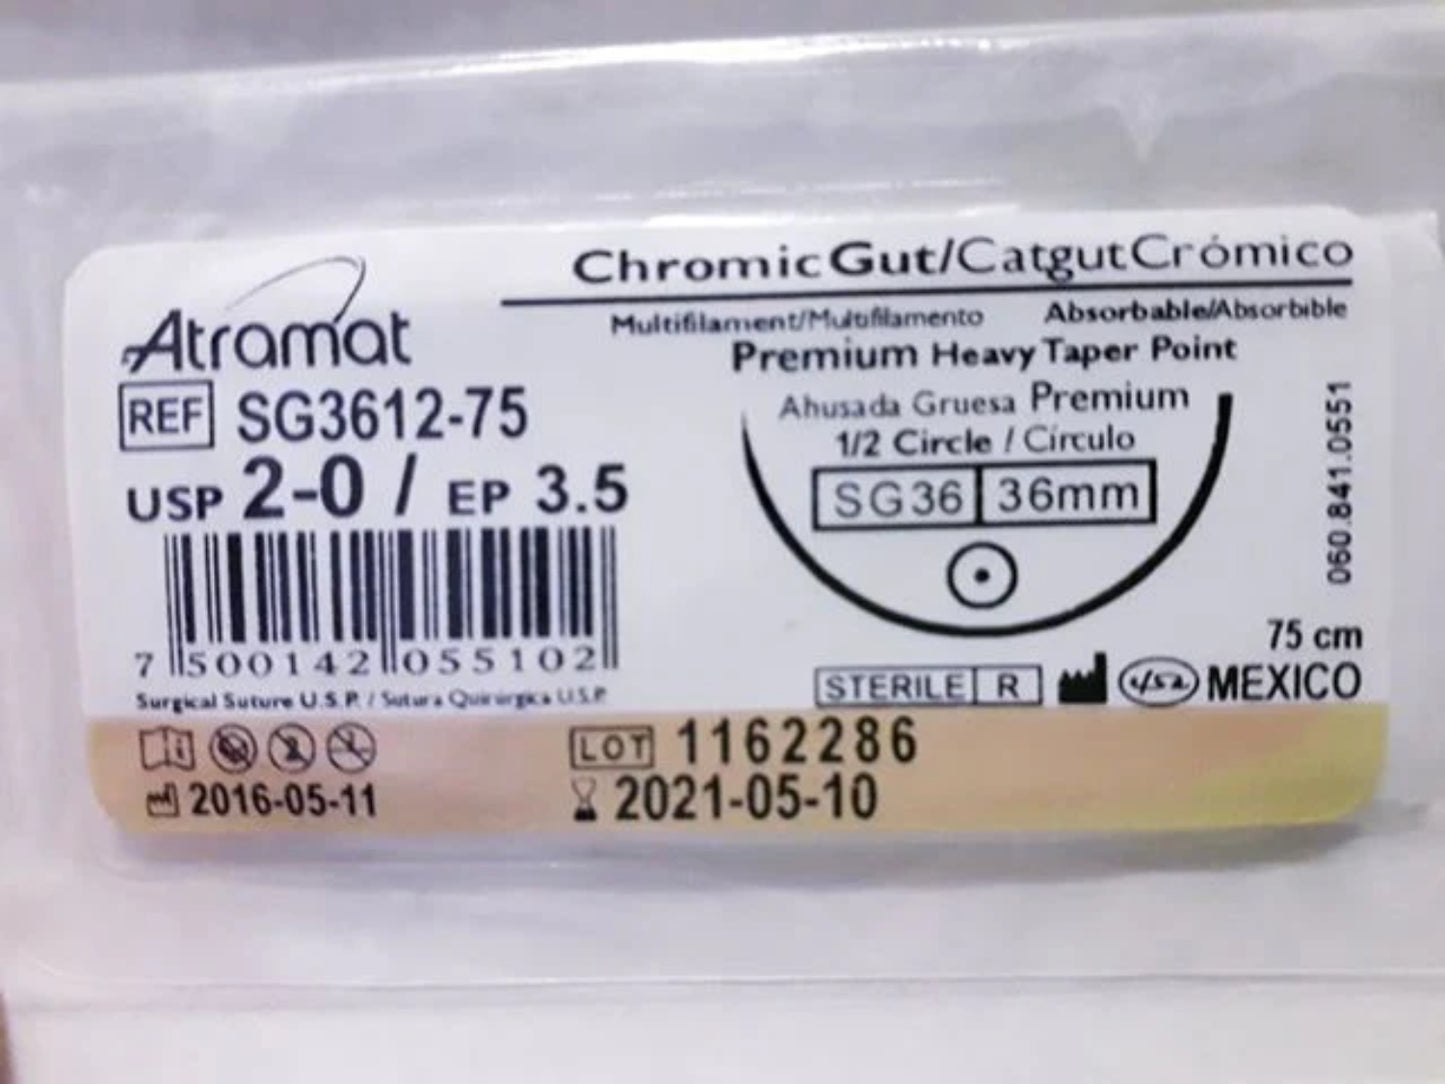 Chromic Gut/Catgut Crómico
Multifilament/Multifilamento Absorbable/Absorbible
Premium Heavy Taper Point
Ahusada Gruesa Premium
1/2 Circle / Círculo
SG36 36mm
Atramat
REF SG3612-75
USP 2-0 / EP 3.5
7 500142 055102
Surgical Suture U.S.P. / Sutura Quirúrgica U.S.P.
060.841.0551
75 cm
STERILE R MEXICO
LOT 1162286
2016-05-11
2021-05-10